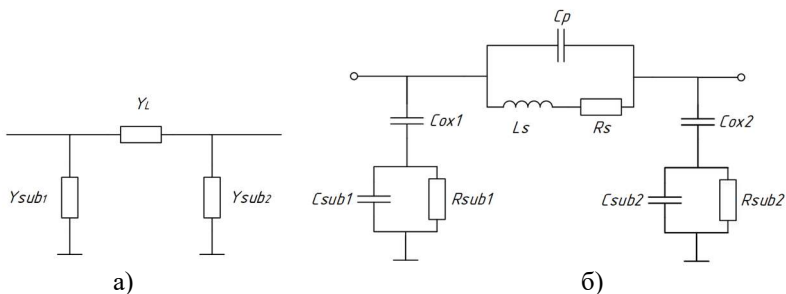 Cp
YL
Ls
Rs
Cox1
Cox2
Ysub1
Ysub2
Csub1
Rsub1
Csub2
Rsub2
а)
б)